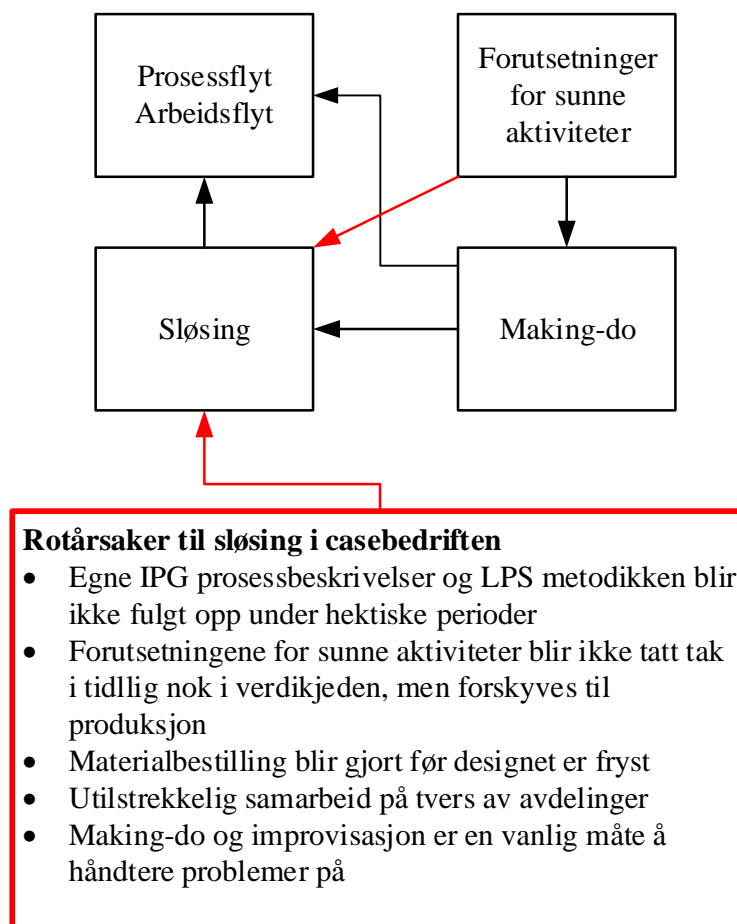 Prosessflyt
Arbeidsflyt
Forutsetninger
for sunne
aktiviteter
Sløsing
Making-do
Rotårsaker til sløsing i casebedriften
• Egne IPG prosessbeskrivelser og LPS metodikken blir
ikke fulgt opp under hektiske perioder
• Forutsetningene for sunne aktiviteter blir ikke tatt tak
i tidllig nok i verdikjeden, men forskyves til
produksjon
• Materialbestilling blir gjort før designet er fryst
• Utilstrekkelig samarbeid på tvers av avdelinger
• Making-do og improvisasjon er en vanlig måte å
håndtere problemer på